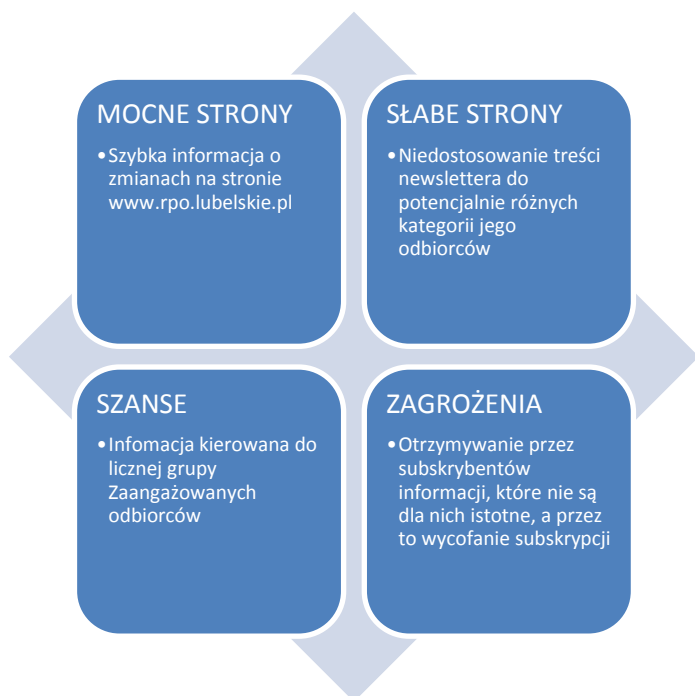 MOCNE STRONY
•Szybka informacja o
zmianach na stronie
www.rpo.lubelskie.pl
SŁABE STRONY
•Niedostosowanie treści
newslettera do
potencjalnie różnych
kategorii jego
odbiorców
SZANSE
•Infomacja kierowana do
licznej grupy
Zaangażowanych
odbiorców
ZAGROŻENIA
•Otrzymywanie przez
subskrybentów
informacji, które nie są
dla nich istotne, a przez
to wycofanie subskrypcji